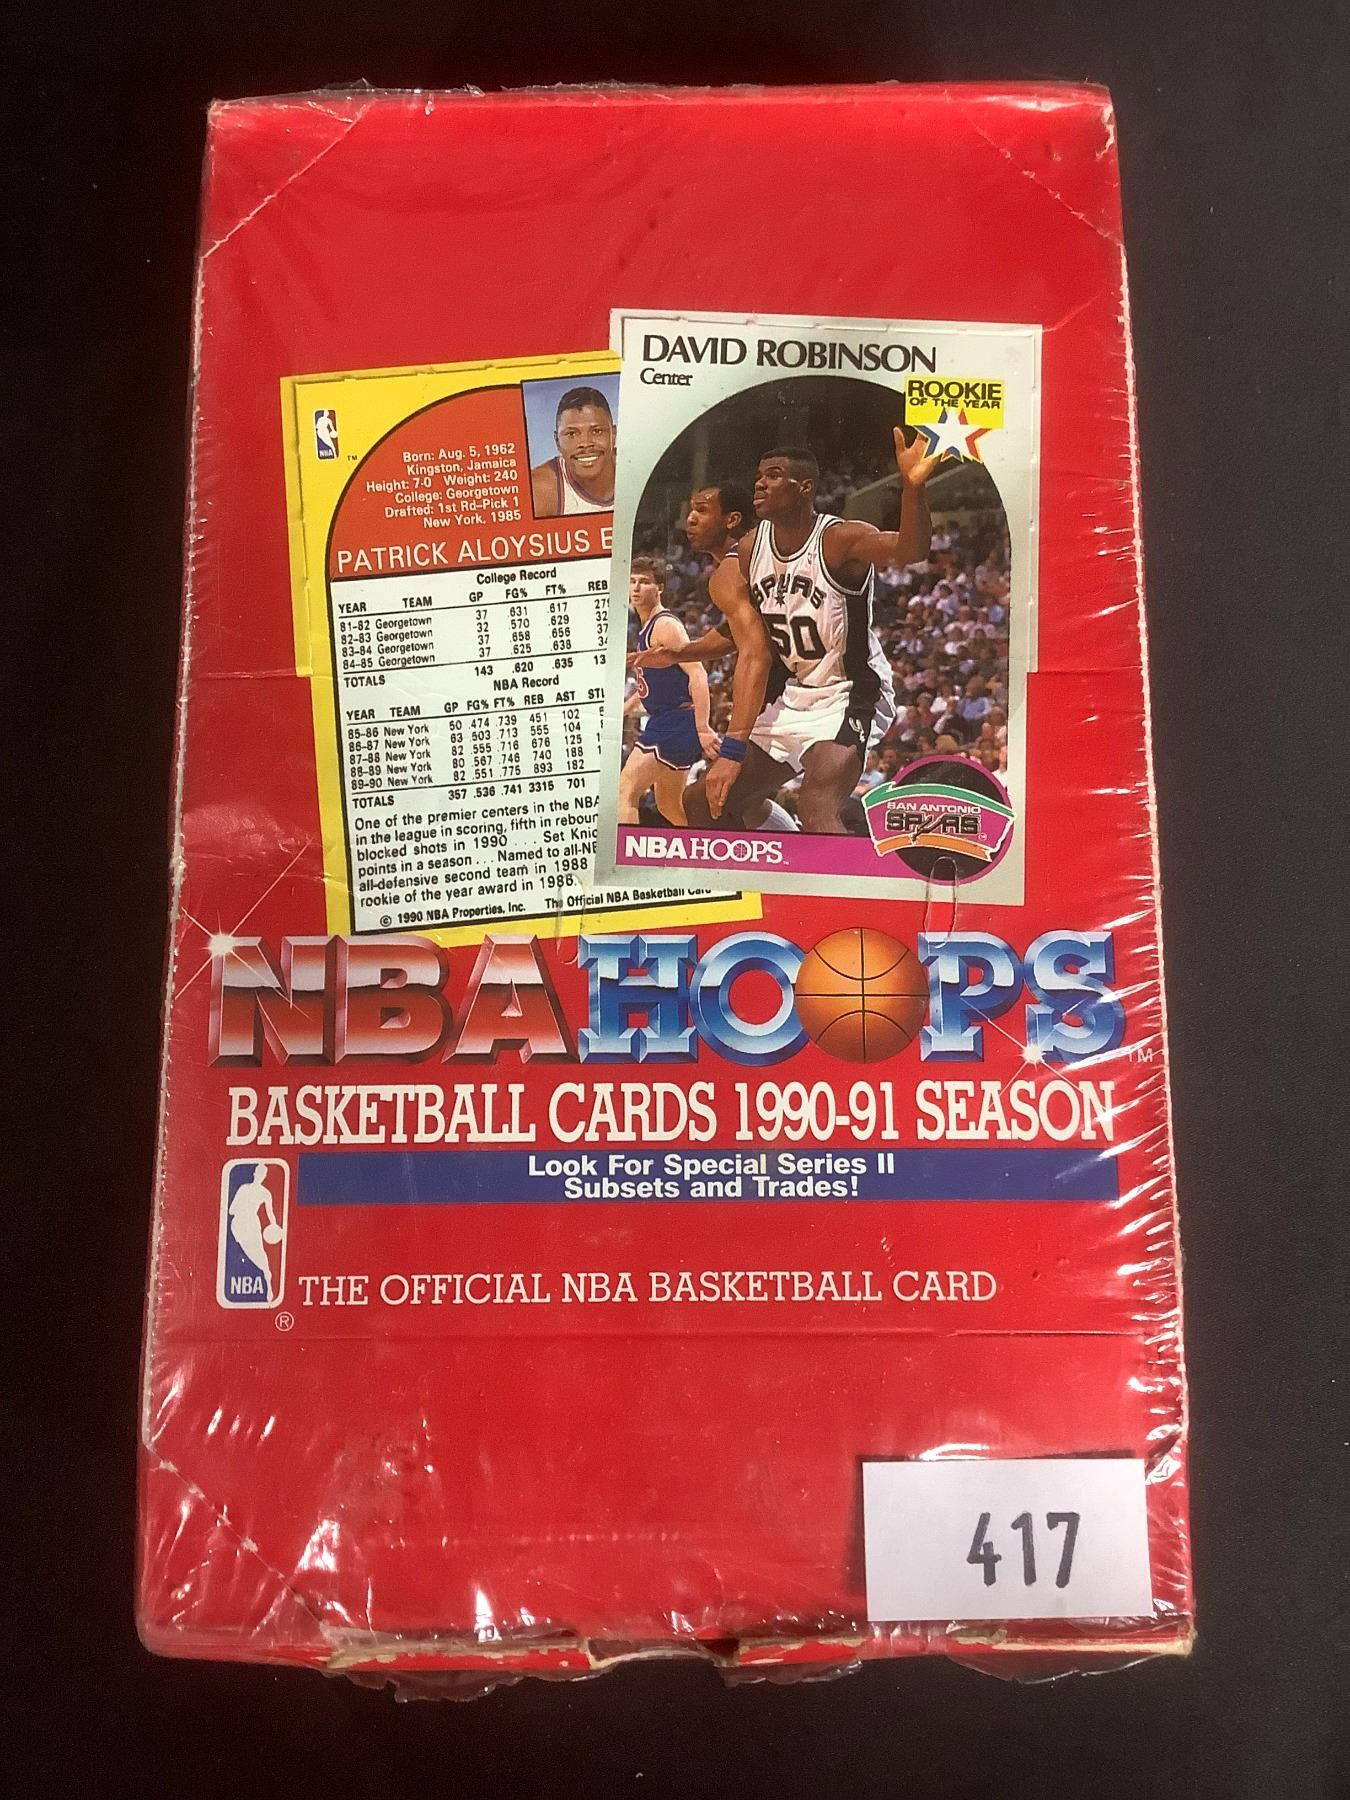 DAVID ROBINSON
Center
ROOKIE
OF THE YEAR
SPURS
50
SAN ANTONIO
SPURS
NBA HOOPS
NBA
TM
Born: Aug. 5, 1962
Kingston, Jamaica
Height: 7-0 Weight: 240
College: Georgetown
Drafted: 1st Rd-Pick 1
New York, 1985
PATRICK ALOYSIUS E
College Record
YEAR TEAM GP FG% FT% REB
81-82 Georgetown 37 .631 .617
82-83 Georgetown 32 .570 .629 32
83-84 Georgetown 37 .658 .656 37
84-85 Georgetown 37 .625 .638
TOTALS 143 .620 .635 13
NBA Record
YEAR TEAM GP FG% FT% REB AST
85-86 New York 50 .474 .739 451 102
86-87 New York 63 .503 .713 555 104
87-88 New York 82 .555 .716 676 125
88-89 New York 80 .567 .746 740 188
89-90 New York 82 .551 .775 893 182
TOTALS 357 .536 .741 3315 701
One of the premier centers in the NBA
in the league in scoring, fifth in
blocked shots in 1990 . . . Set
points in a season . . . Named to
all-defensive second team in 1988
rookie of the year award in 1986.
© 1990 NBA Properties, Inc. The Official NBA Basketball Card
NBA HOOPS TM
BASKETBALL CARDS 1990-91 SEASON
Look For Special Series II
Subsets and Trades!
NBA
®
THE OFFICIAL NBA BASKETBALL CARD
417